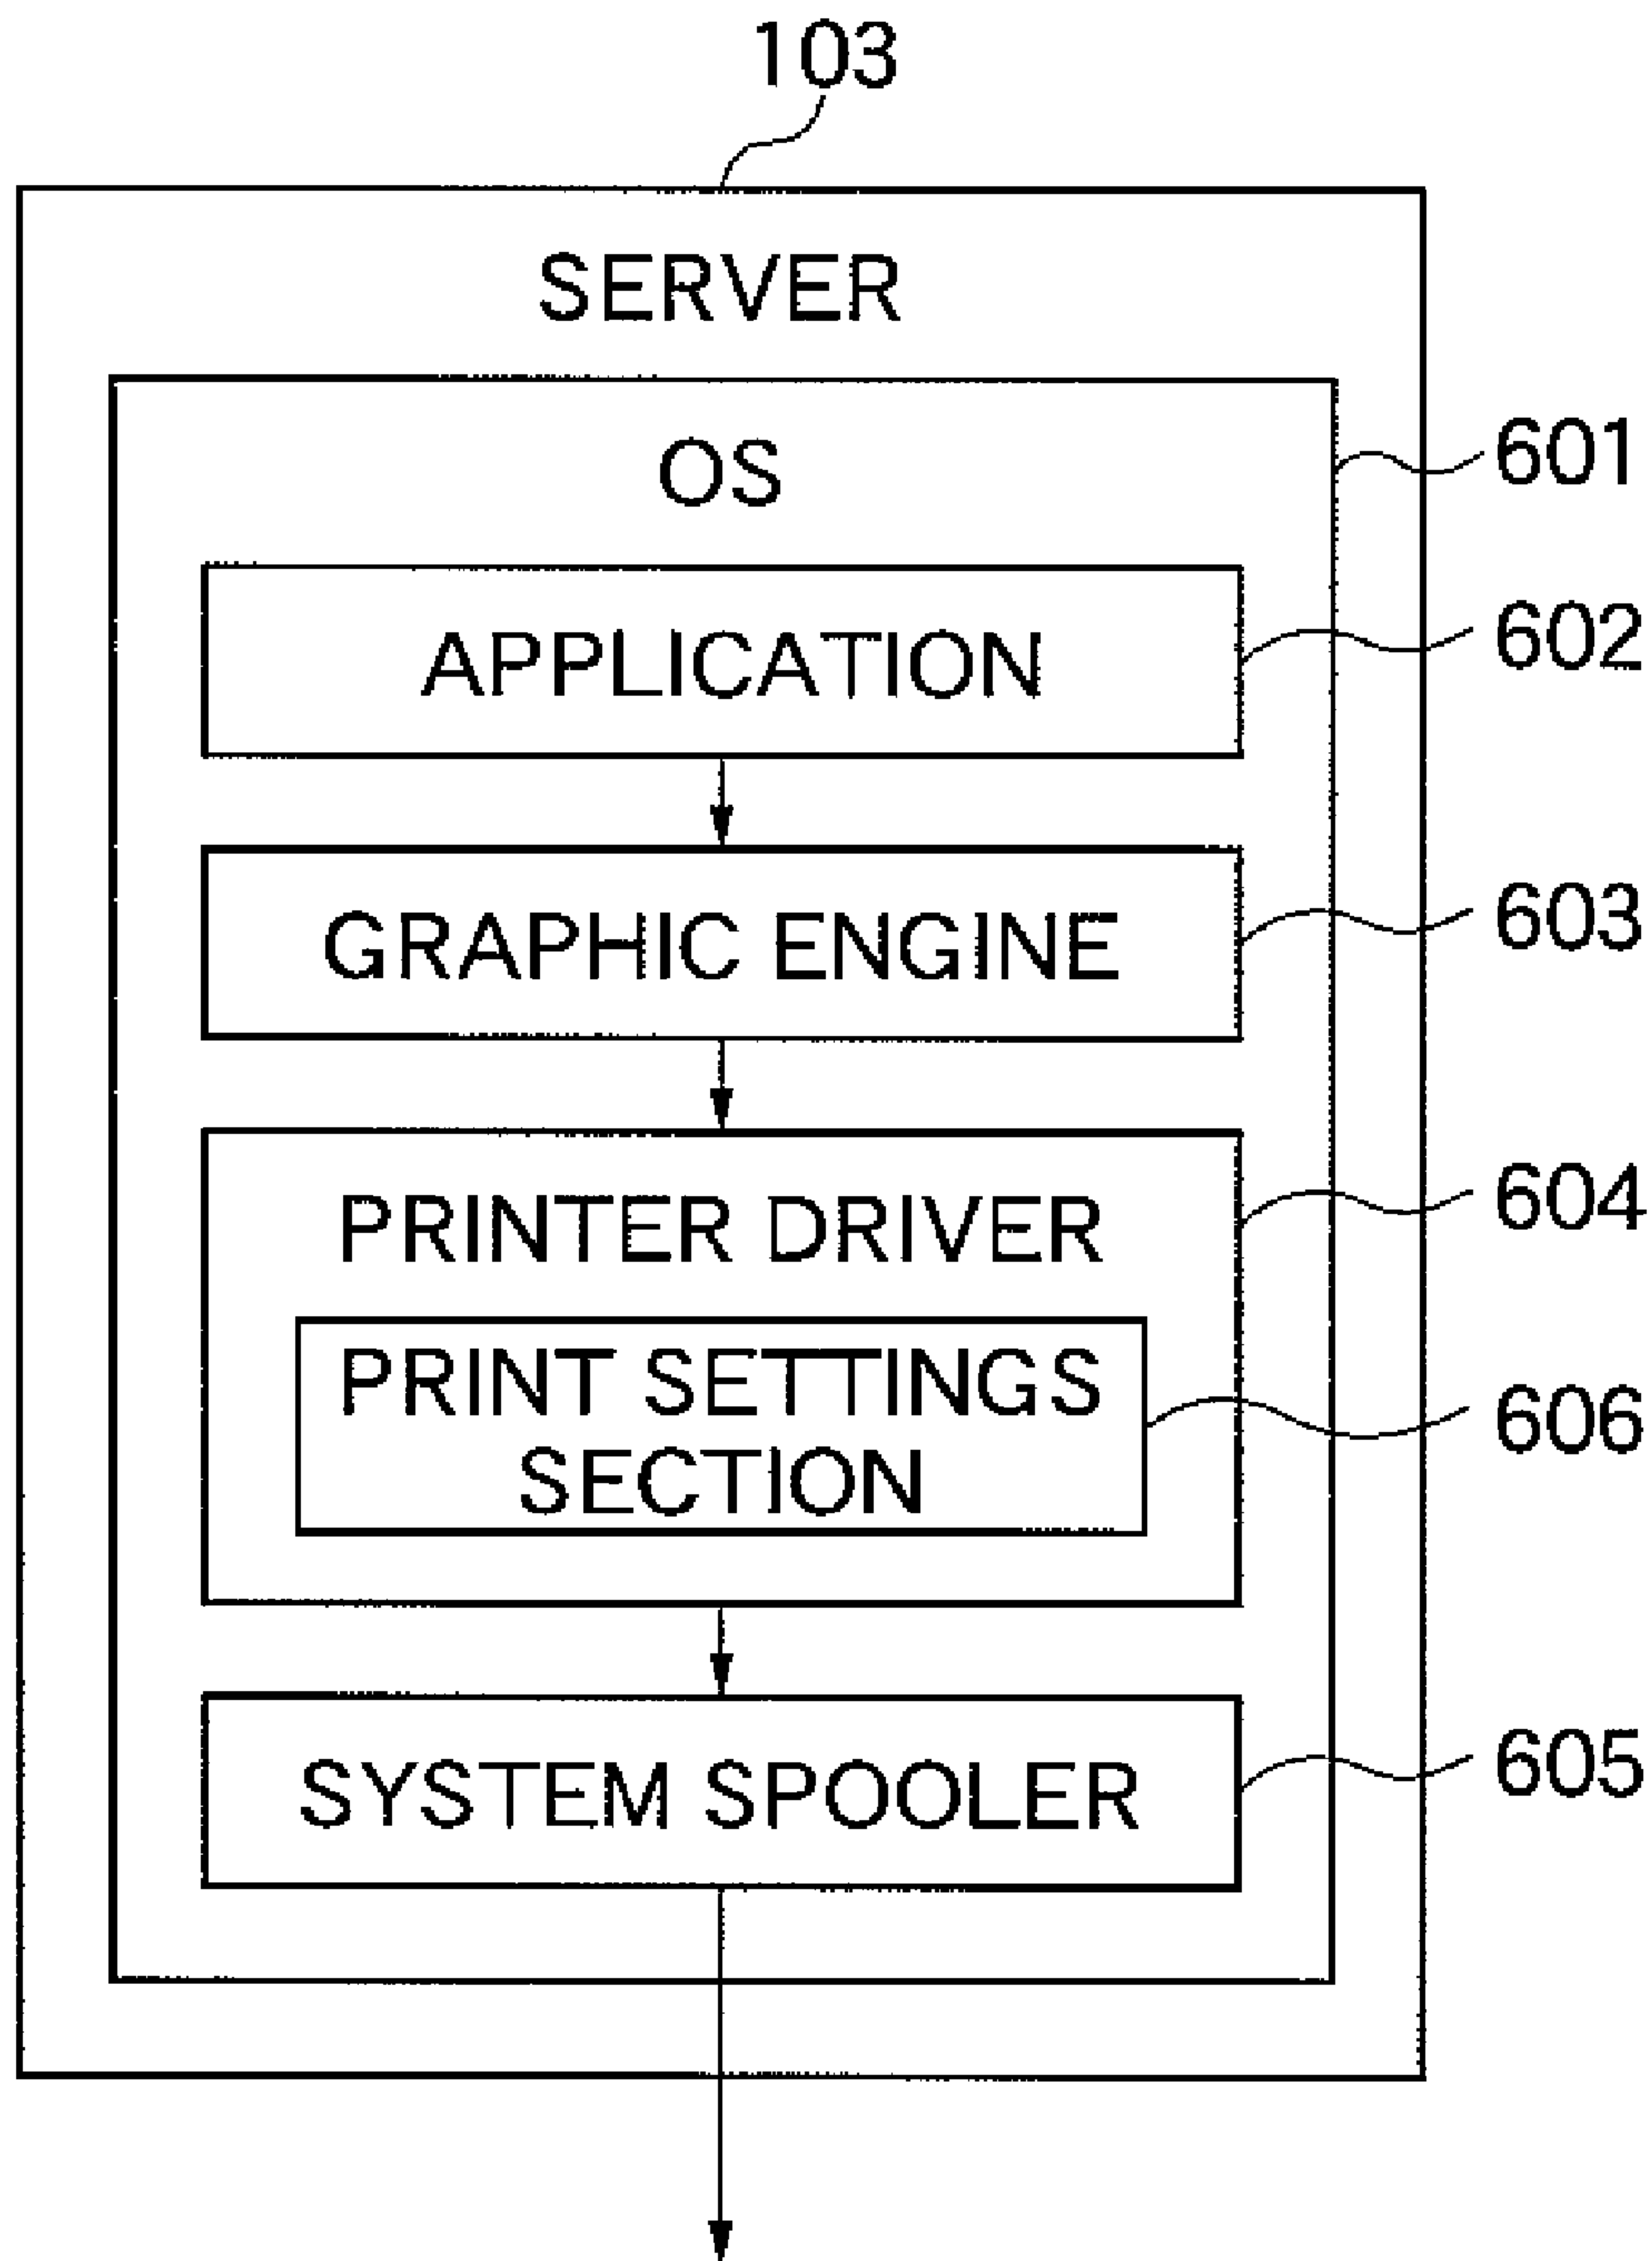 103
SERVER
OS
601
APPLICATION
602
GRAPHIC ENGINE
603
PRINTER DRIVER
604
PRINT SETTINGS
SECTION
606
SYSTEM SPOOLER
605